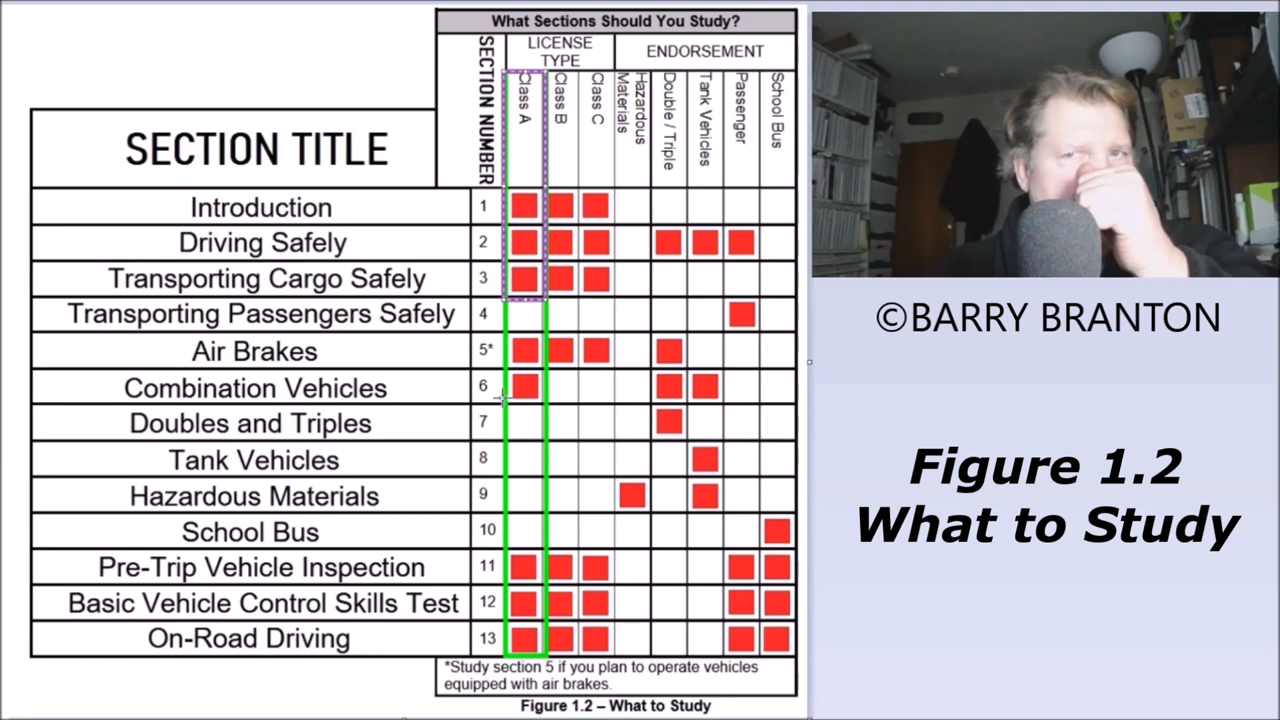 What Sections Should You Study?
SECTION NUMBER
LICENSE
TYPE
ENDORSEMENT
Class A
Class B
Class C
Hazardous
Materials
Double / Triple
Tank Vehicles
Passenger
School Bus
SECTION TITLE
Introduction 1
Driving Safely 2
Transporting Cargo Safely 3
Transporting Passengers Safely 4
Air Brakes 5*
Combination Vehicles 6
Doubles and Triples 7
Tank Vehicles 8
Hazardous Materials 9
School Bus 10
Pre-Trip Vehicle Inspection 11
Basic Vehicle Control Skills Test 12
On-Road Driving 13
*Study section 5 if you plan to operate vehicles
equipped with air brakes.
Figure 1.2 – What to Study
©BARRY BRANTON
Figure 1.2
What to Study